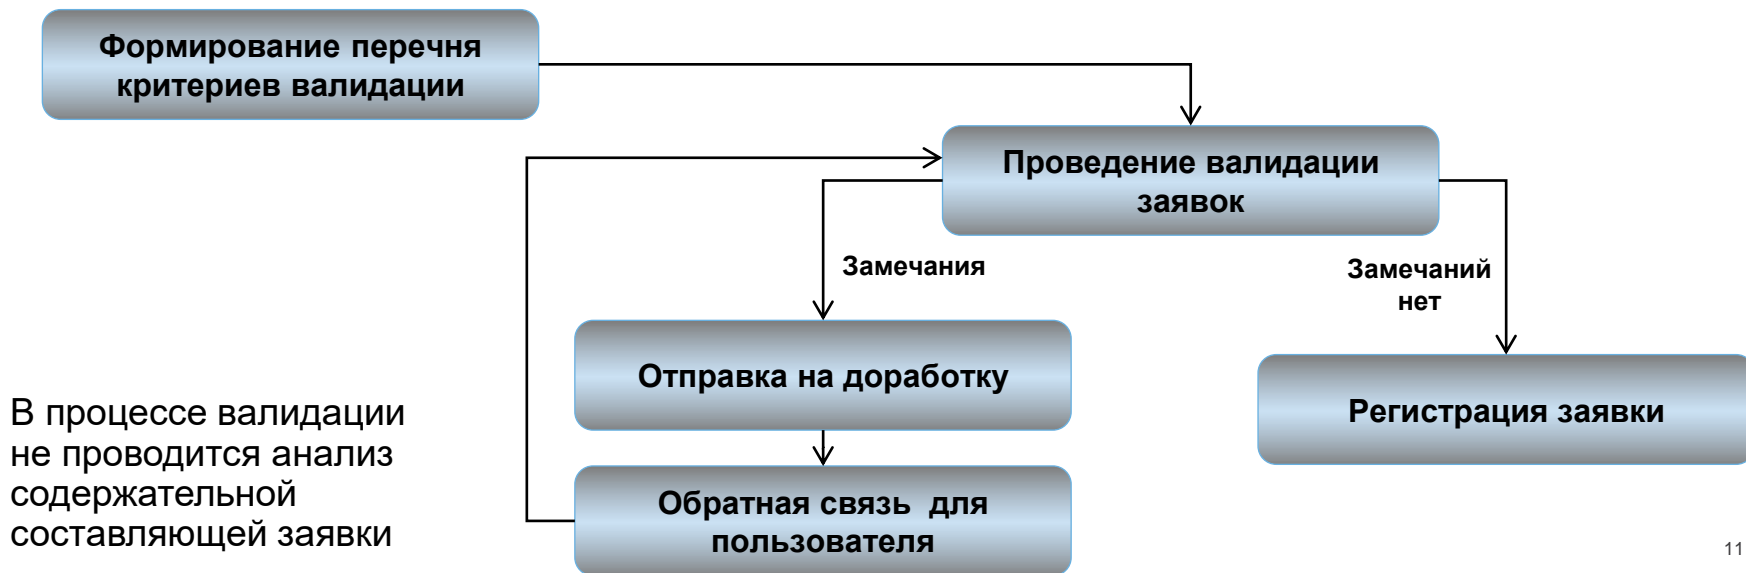 Формирование перечня
критериев валидации
Проведение валидации
заявок
Замечания
Замечаний
нет
Отправка на доработку
Регистрация заявки
В процессе валидации
не проводится анализ
содержательной
составляющей заявки
Обратная связь  для
пользователя
11